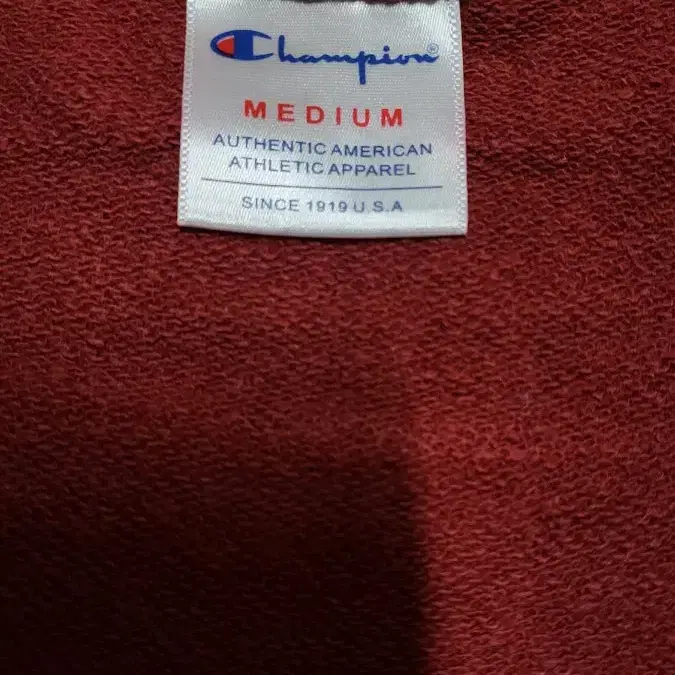 Champion®
MEDIUM
AUTHENTIC AMERICAN
ATHLETIC APPAREL
SINCE 1919 U.S.A